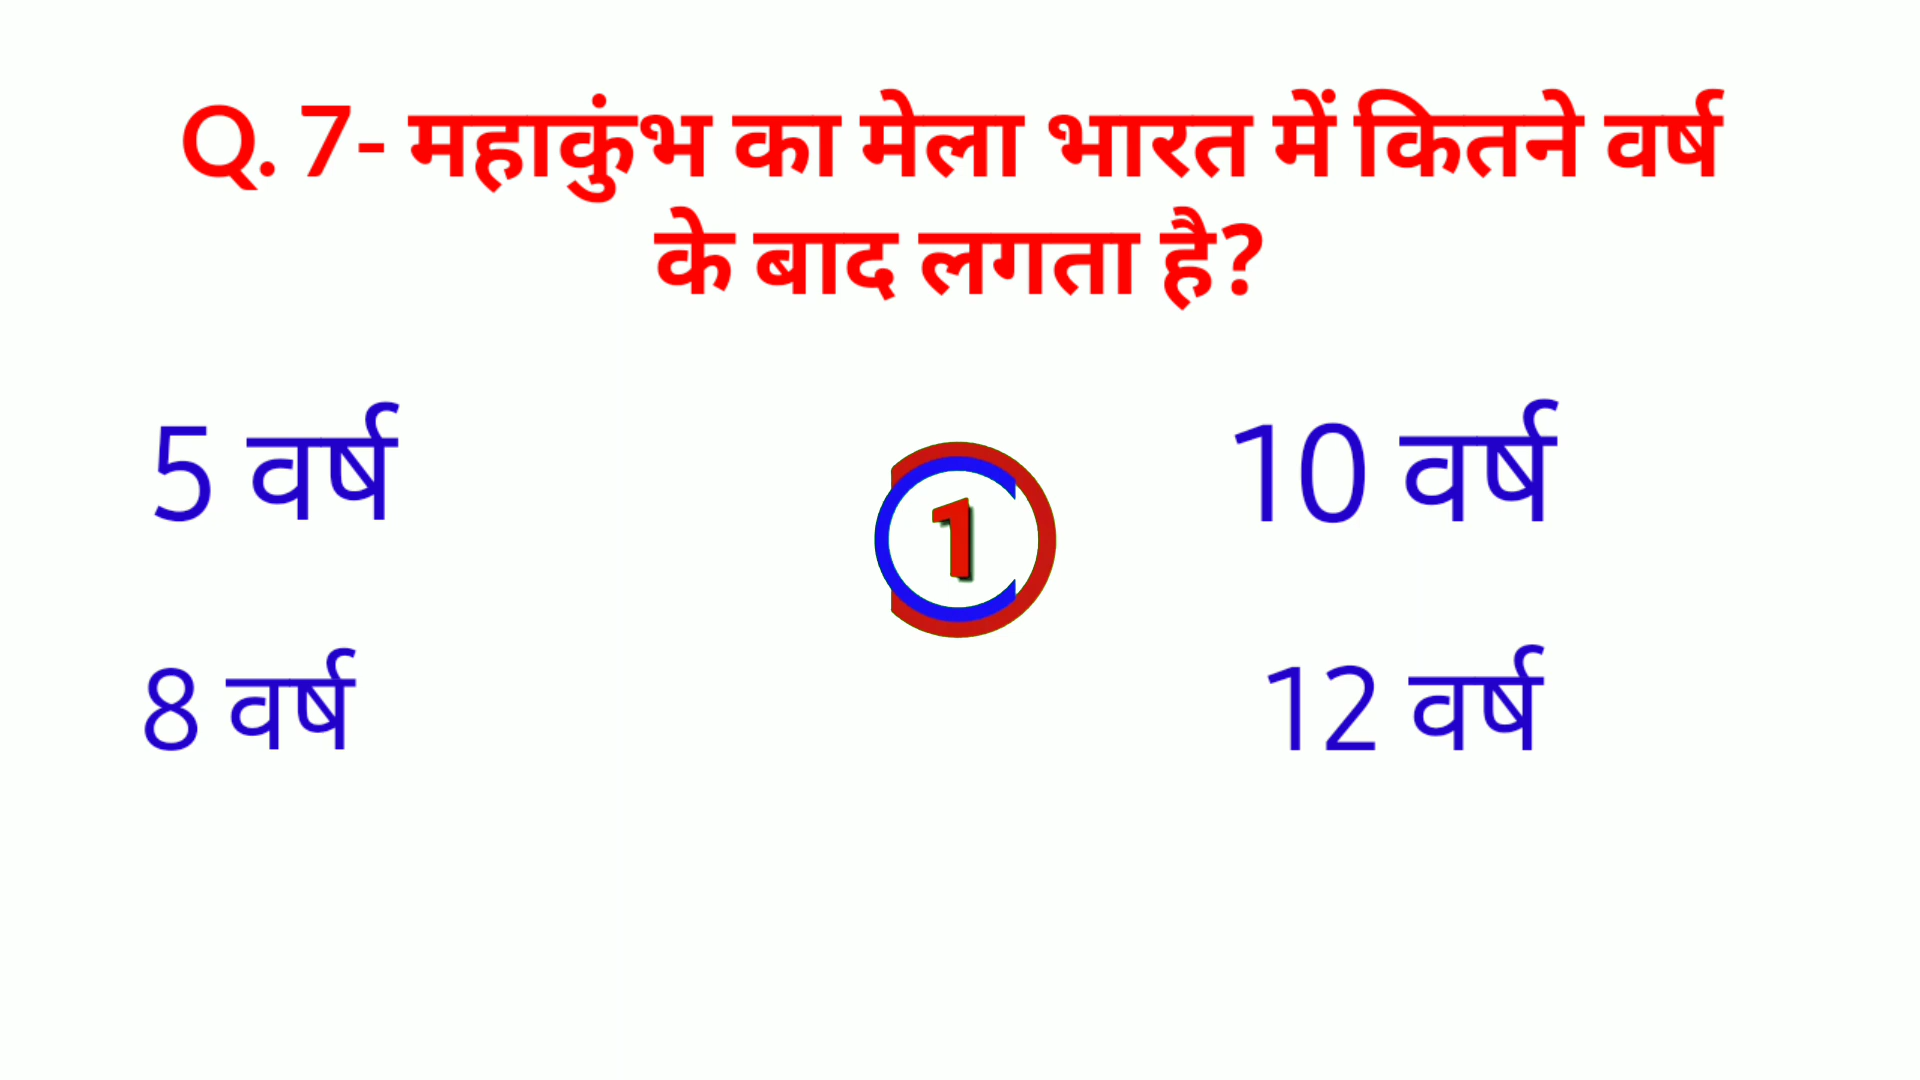 Q. 7- महाकुंभ का मेला भारत में कितने वर्ष
के बाद लगता है?
5 वर्ष
10 वर्ष
1
8 वर्ष
12 वर्ष